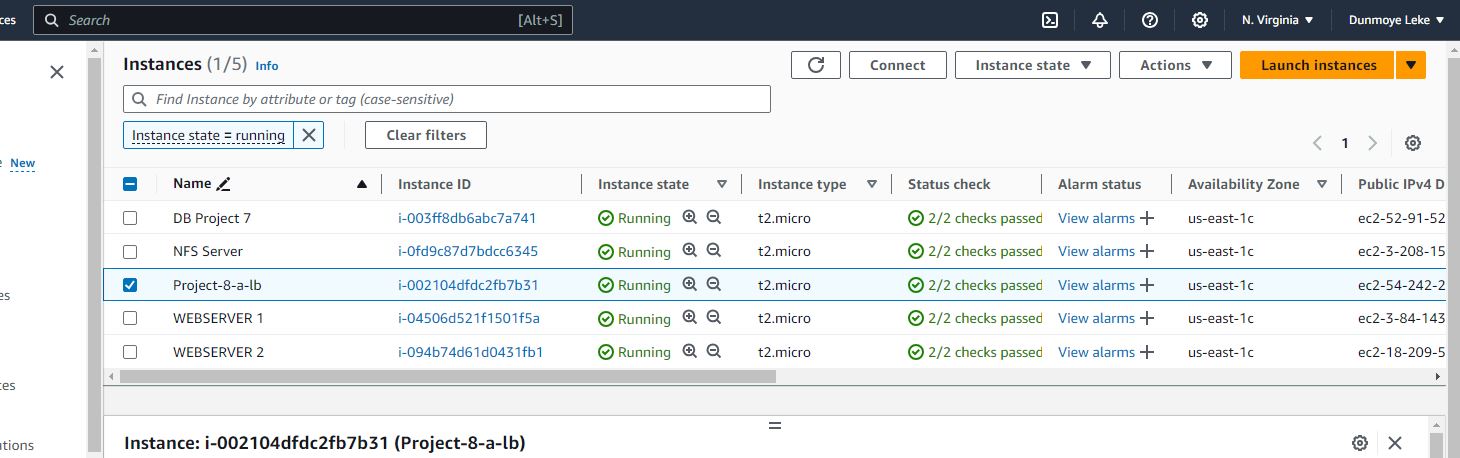 ces Search [Alt+S] N. Virginia Dunmoye Leke
Instances (1/5) Info Connect Instance state Actions Launch instances
Find Instance by attribute or tag (case-sensitive)
Instance state = running Clear filters
1
New
Name Instance ID Instance state Instance type Status check Alarm status Availability Zone Public IPv4 D
DB Project 7 i-003ff8db6abc7a741 Running t2.micro 2/2 checks passed View alarms + us-east-1c ec2-52-91-52
NFS Server i-0fd9c87d7bdcc6345 Running t2.micro 2/2 checks passed View alarms + us-east-1c ec2-3-208-15
es Project-8-a-lb i-002104dfdc2fb7b31 Running t2.micro 2/2 checks passed View alarms + us-east-1c ec2-54-242-2
WEBSERVER 1 i-04506d521f1501f5a Running t2.micro 2/2 checks passed View alarms + us-east-1c ec2-3-84-143
WEBSERVER 2 i-094b74d61d0431fb1 Running t2.micro 2/2 checks passed View alarms + us-east-1c ec2-18-209-5
ces
Instance: i-002104dfdc2fb7b31 (Project-8-a-lb)
utions